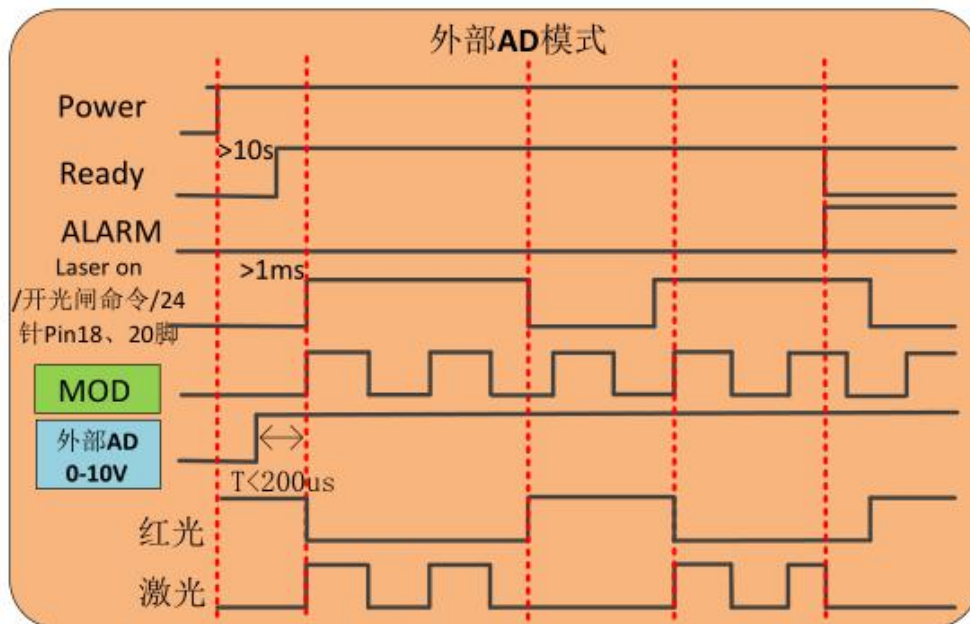 外部AD模式
Power
>10s
Ready
ALARM
Laser on
/开光闸命令/24
针Pin18、20脚
>1ms
MOD
外部AD
0-10V
T<200us
红光
激光